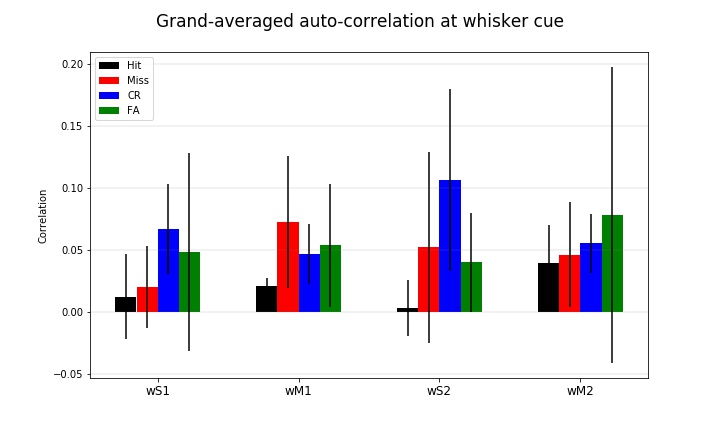 Grand-averaged auto-correlation at whisker cue
Hit
Miss
CR
FA
Correlation
0.20
0.15
0.10
0.05
0.00
−0.05
wS1 wM1 wS2 wM2